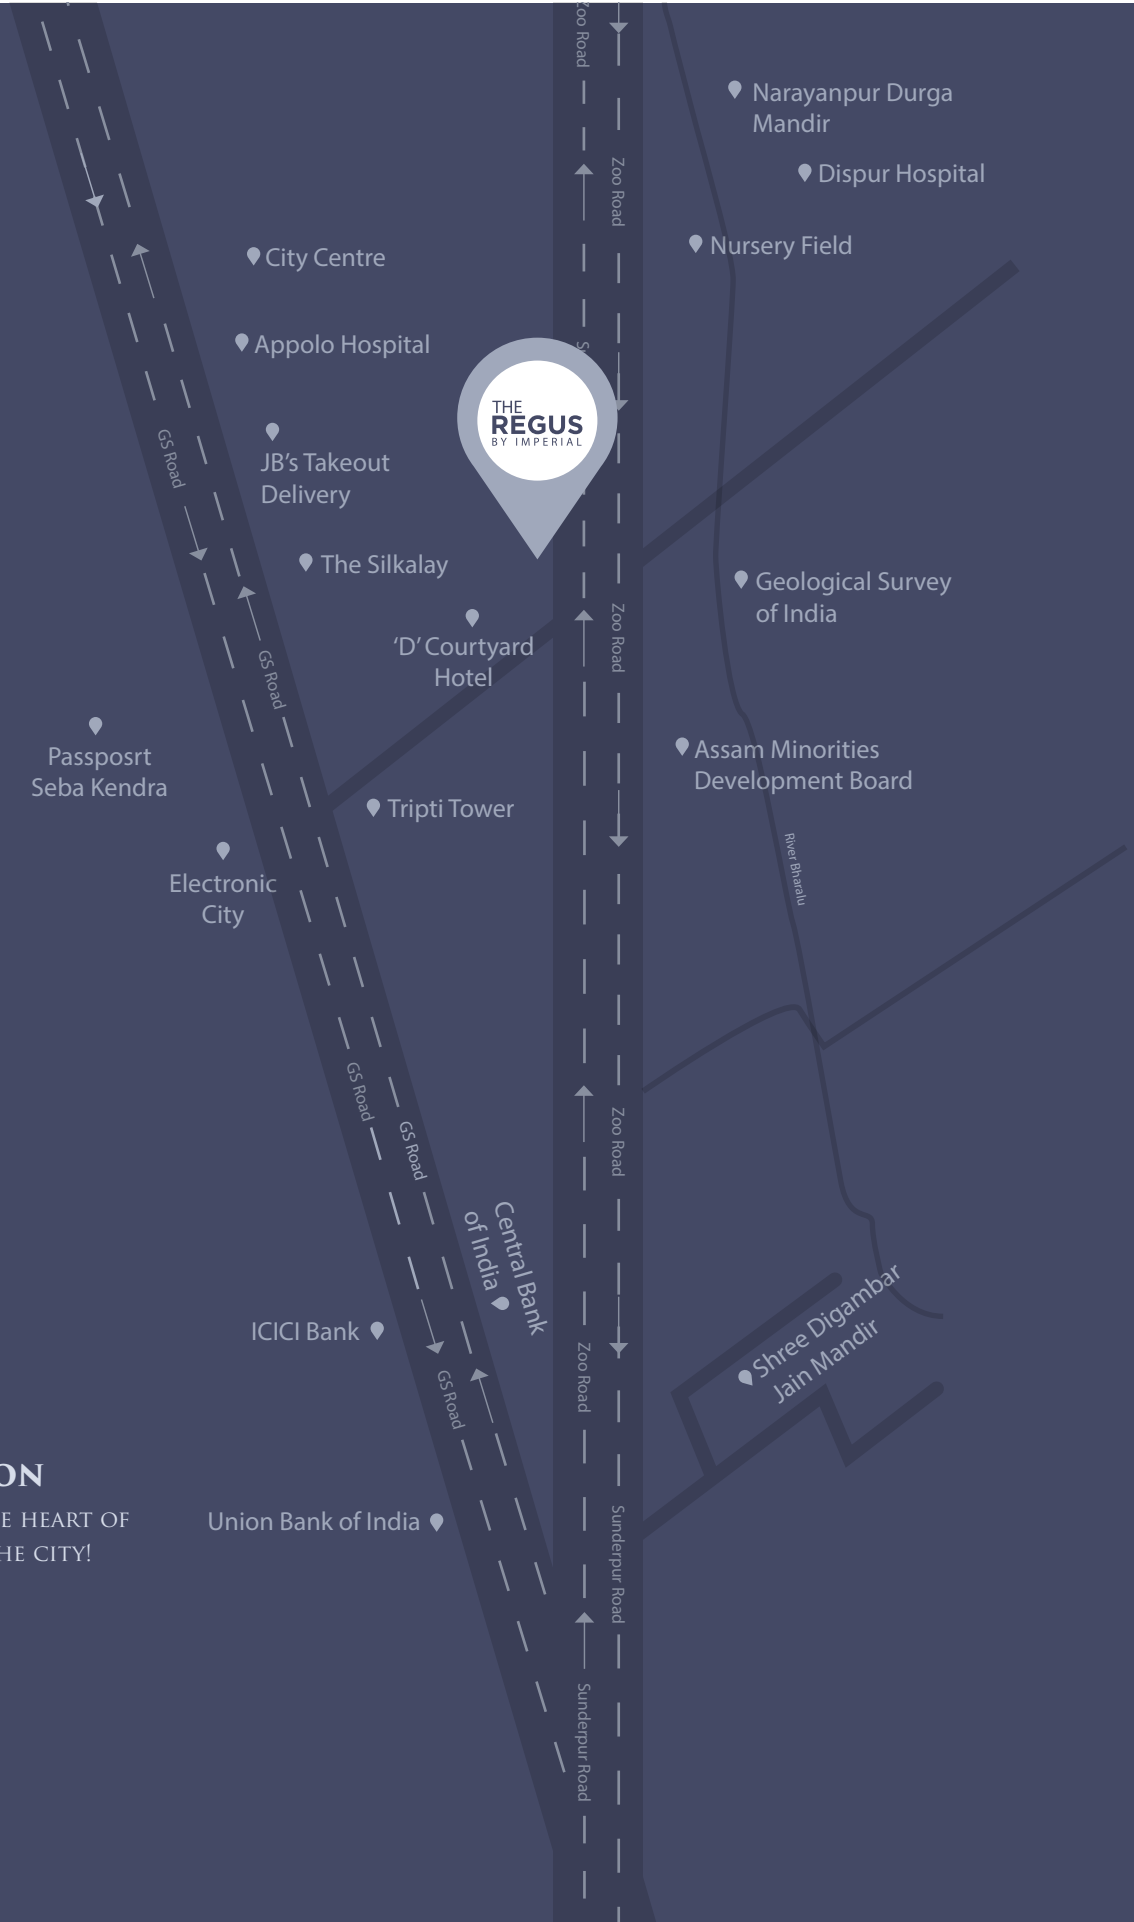 Zoo Road
Narayanpur Durga
Mandir
Dispur Hospital
Zoo Road
Nursery Field
City Centre
Appolo Hospital
THE
REGUS
BY IMPERIAL
GS Road
JB's Takeout
Delivery
The Silkalay
Geological Survey
of India
Zoo Road
'D' Courtyard
Hotel
GS Road
Passposrt
Seba Kendra
Assam Minorities
Development Board
Tripti Tower
River Bharalu
Electronic
City
GS Road
GS Road
Zoo Road
Central Bank
of India
ICICI Bank
Zoo Road
Shree Digambar
Jain Mandir
GS Road
ON
E HEART OF
HE CITY!
Union Bank of India
Sunderpur Road
Sunderpur Road